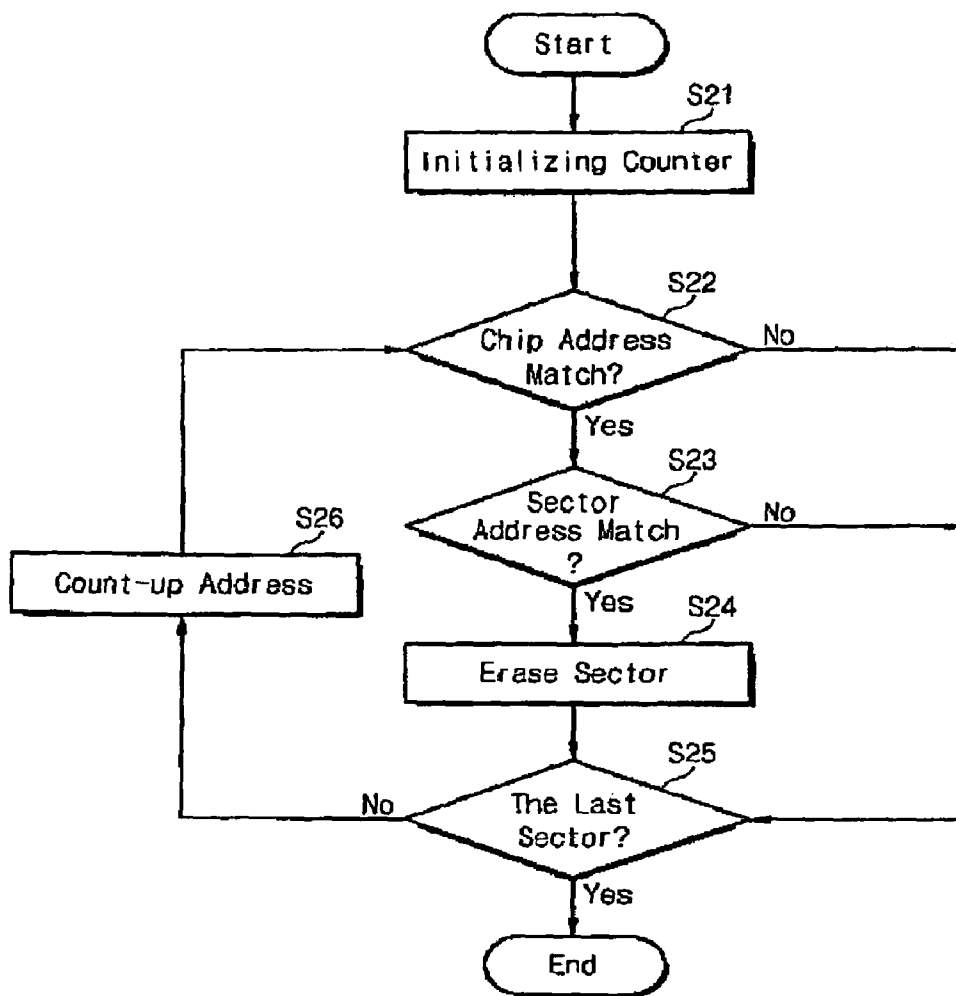 Start
S21
Initializing Counter
S22
Chip Address
Match?
No
Yes
S23
Sector
Address Match
?
No
Yes
S26
Count-up Address
S24
Erase Sector
S25
The Last
Sector?
No
Yes
End